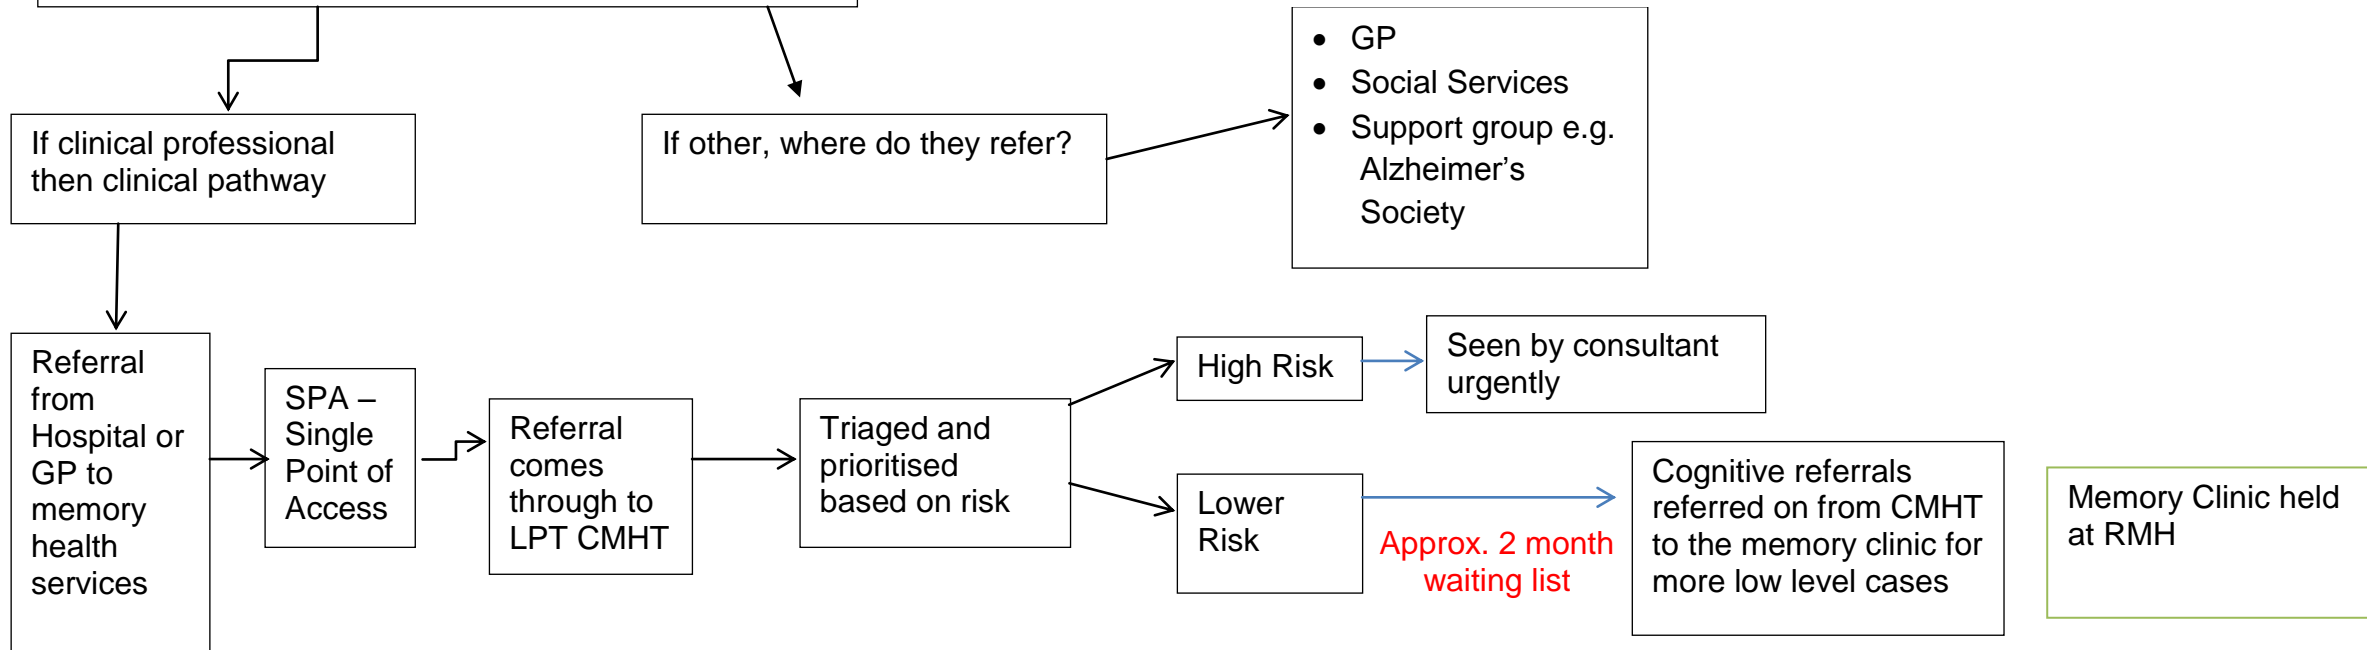 If clinical professional
then clinical pathway
If other, where do they refer?
• GP
• Social Services
• Support group e.g.
Alzheimer’s
Society
Referral
from
Hospital or
GP to
memory
health
services
SPA –
Single
Point of
Access
Referral
comes
through to
LPT CMHT
Triaged and
prioritised
based on risk
High Risk
Seen by consultant
urgently
Lower
Risk
Approx. 2 month
waiting list
Cognitive referrals
referred on from CMHT
to the memory clinic for
more low level cases
Memory Clinic held
at RMH